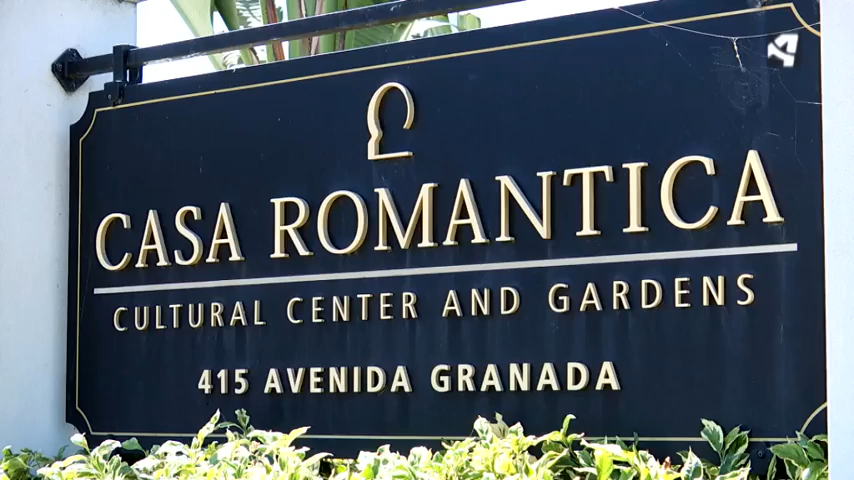 CASA ROMANTICA
CULTURAL CENTER AND GARDENS
415 AVENIDA GRANADA